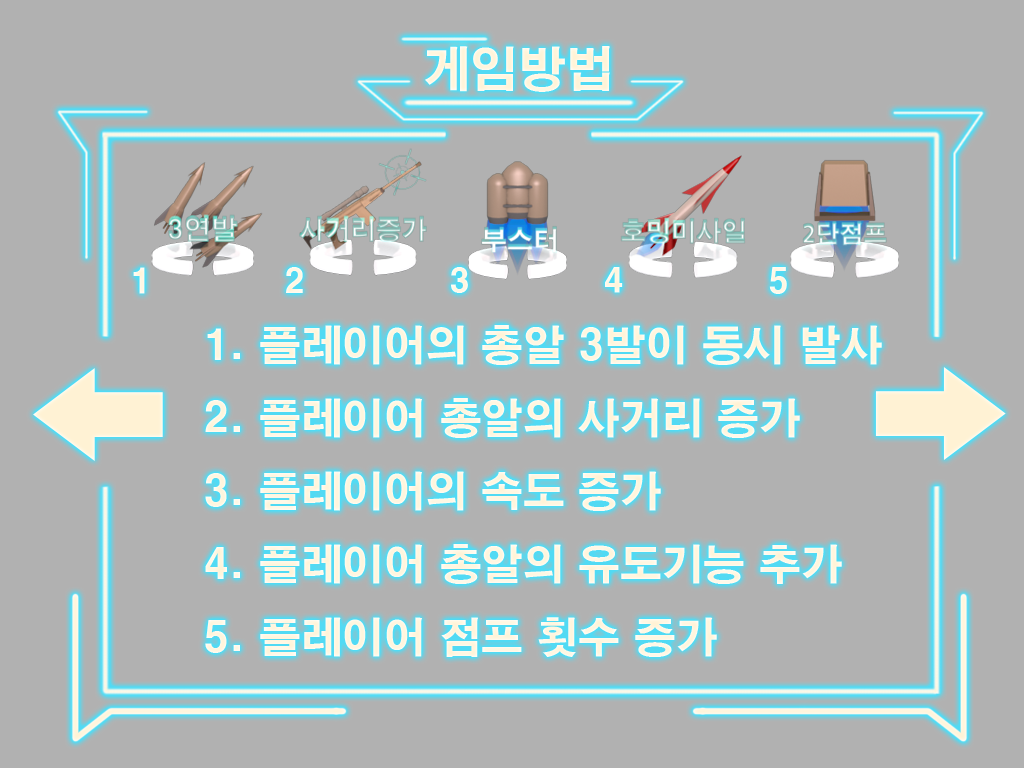 게임방법
3연발
사거리증가
부스터
호밍미사일
2단점프
1
2
3
4
5
1. 플레이어의 총알 3발이 동시 발사
2. 플레이어 총알의 사거리 증가
3. 플레이어의 속도 증가
4. 플레이어 총알의 유도기능 추가
5. 플레이어 점프 횟수 증가